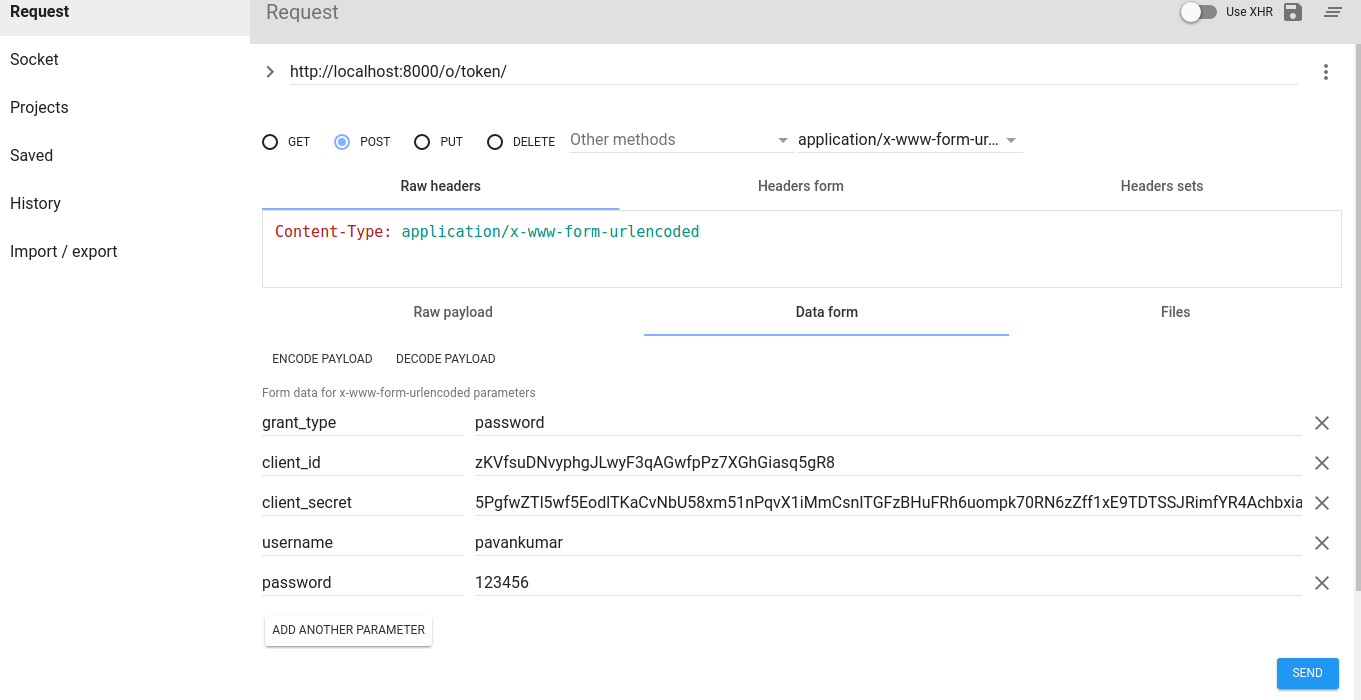 Request
Socket
Projects
Saved
History
Import / export
Request
Use XHR
http://localhost:8000/o/token/
GET POST PUT DELETE Other methods application/x-www-form-ur...
Raw headers Headers form Headers sets
Content-Type: application/x-www-form-urlencoded
Raw payload Data form Files
ENCODE PAYLOAD DECODE PAYLOAD
Form data for x-www-form-urlencoded parameters
grant_type password
client_id zKVfsuDNvyphgJLwyF3qAGwfpPz7XGhGiasq5gR8
client_secret 5PgfwZTl5wf5EodITKaCvNbU58xm51nPqvX1iMmCsnITGFzBHuFRh6uompk70RN6zZff1xE9TDTSSJRimfYR4Achbxia
username pavankumar
password 123456
ADD ANOTHER PARAMETER
SEND